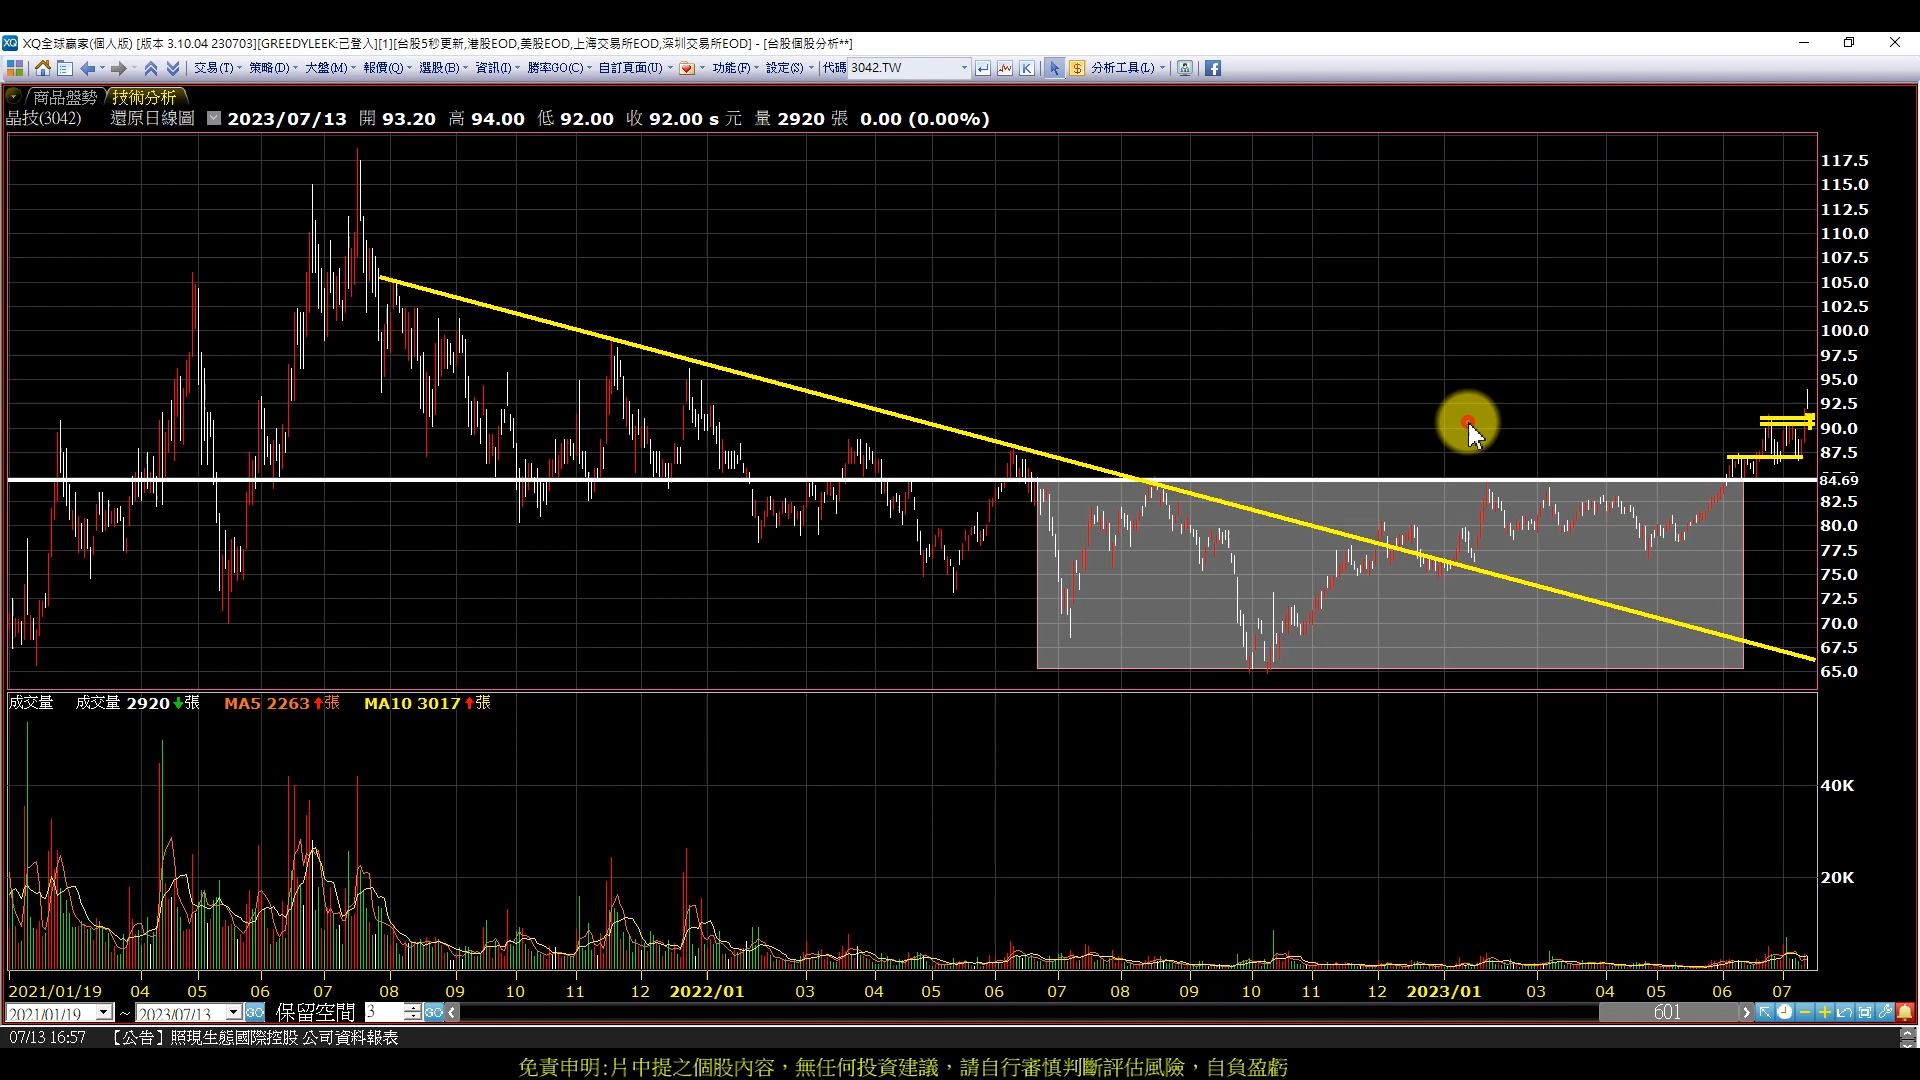 XQ全球贏家(個人版) [版本 3.10.04 230703][GREEDYLEEK:已登入][1][台股5秒更新,港股EOD,美股EOD,上海交易所EOD,深圳交易所EOD] - [台股個股分析**]
交易(T) 策略(D) 大盤(M) 報價(Q) 選股(B) 資訊(I) 勝率GO(C) 自訂頁面(U) 功能(F) 設定(S) 代碼 3042.TW K $ 分析工具(L)
商品盤勢 技術分析
晶技(3042) 還原日線圖 2023/07/13 開 93.20 高 94.00 低 92.00 收 92.00 s 元 量 2920 張 0.00 (0.00%)
117.5
115.0
112.5
110.0
107.5
105.0
102.5
100.0
97.5
95.0
92.5
90.0
87.5
84.69
82.5
80.0
77.5
75.0
72.5
70.0
67.5
65.0
成交量 成交量 2920張 MA5 2263張 MA10 3017張
40K
20K
2021/01/19 04 05 06 07 08 09 10 11 12 2022/01 03 04 05 06 07 08 09 10 11 12 2023/01 03 04 05 06 07
2021/01/19 ~ 2023/07/13 GO 保留空間 3 GO 601
07/13 16:57 【公告】照現生態國際控股 公司資料報表
免責申明:片中提之個股內容，無任何投資建議，請自行審慎判斷評估風險，自負盈虧